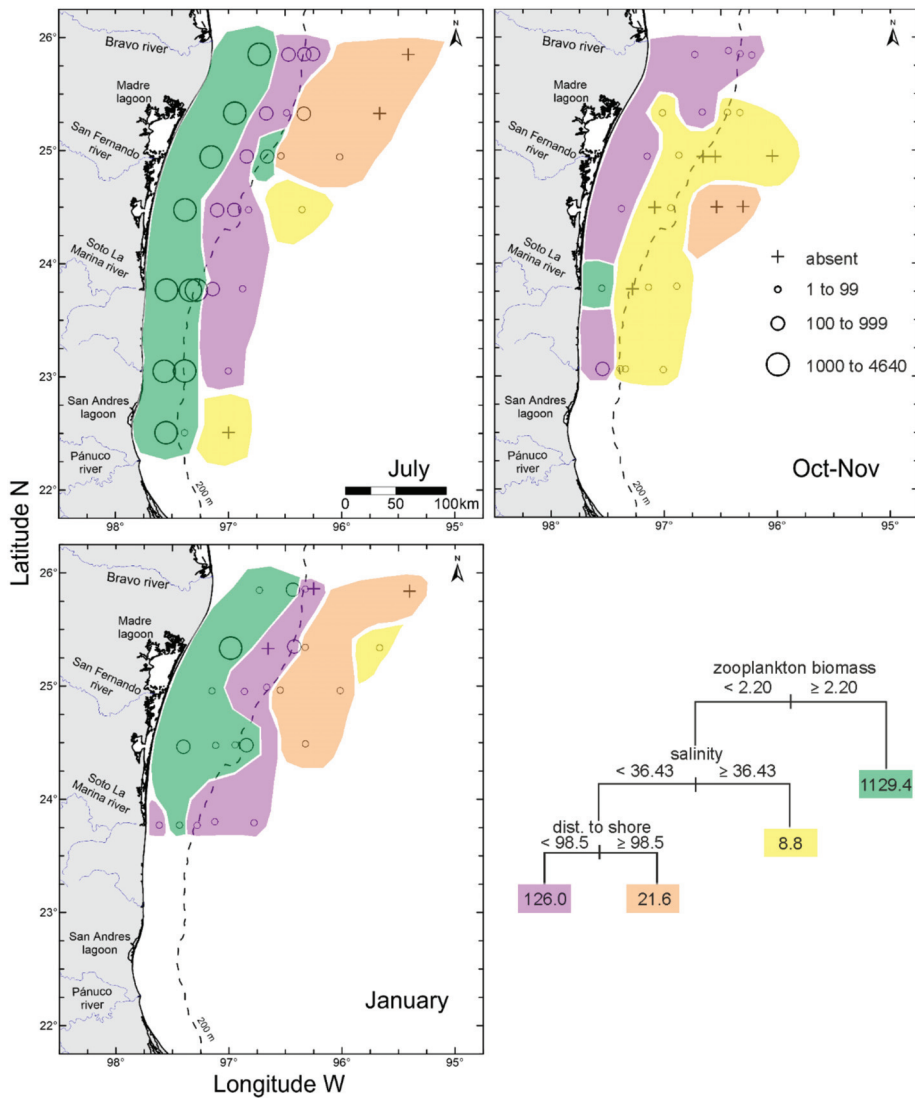 26°
25°
24°
23°
22°
98°
97°
96°
95°
N
Bravo river
Madre
lagoon
San Fernando
river
Soto La
Marina river
San Andres
lagoon
Pánuco
river
200 m
July
0
50
100km
26°
25°
24°
23°
22°
98°
97°
96°
95°
N
Bravo river
Madre
lagoon
San Fernando
river
Soto La
Marina river
San Andres
lagoon
Pánuco
river
200 m
absent
1 to 99
100 to 999
1000 to 4640
Oct-Nov
Latitude N
26°
25°
24°
23°
22°
98°
97°
96°
95°
N
Bravo river
Madre
lagoon
San Fernando
river
Soto La
Marina river
San Andres
lagoon
Pánuco
river
200 m
January
Longitude W
zooplankton biomass
< 2.20 ≥ 2.20
salinity
< 36.43 ≥ 36.43
1129.4
dist. to shore
< 98.5 ≥ 98.5
8.8
126.0
21.6